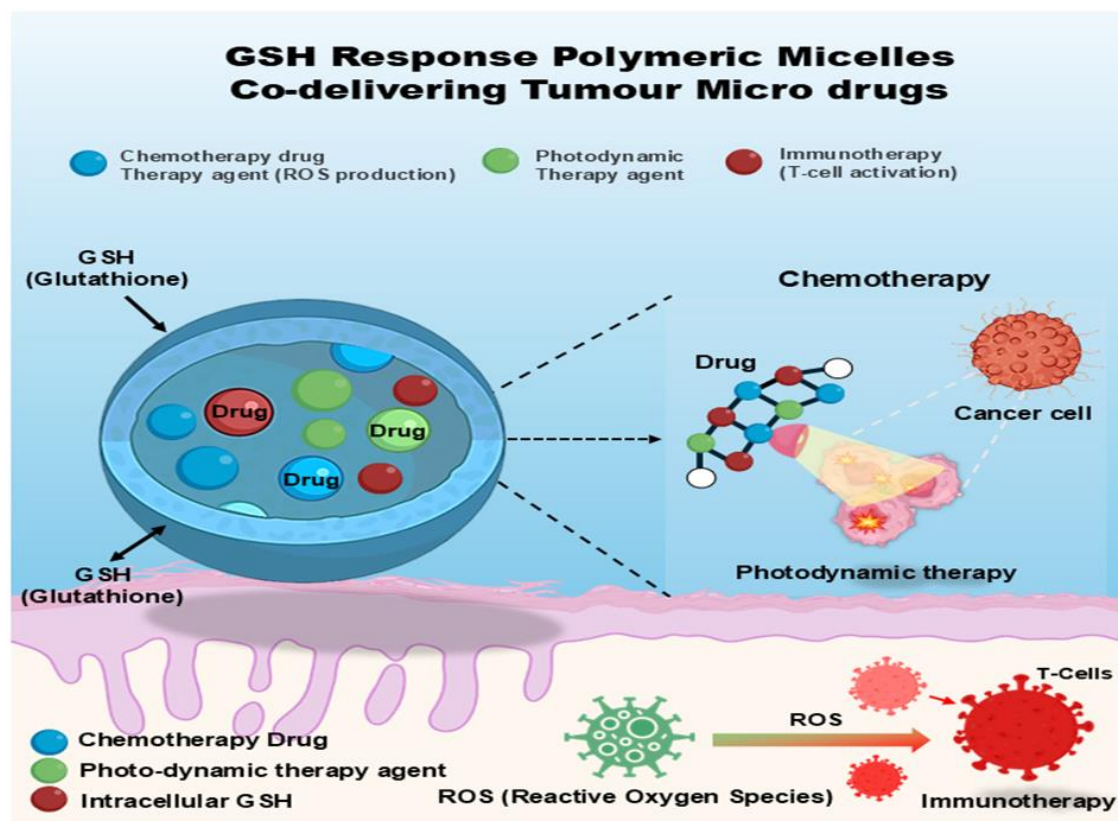 GSH Response Polymeric Micelles
Co-delivering Tumour Micro drugs
Chemotherapy drug
Therapy agent (ROS production)
Photodynamic
Therapy agent
Immunotherapy
(T-cell activation)
GSH
(Glutathione)
Chemotherapy
Drug
Cancer cell
Drug
Drug
Drug
GSH
(Glutathione)
Photodynamic therapy
Chemotherapy Drug
Photo-dynamic therapy agent
Intracellular GSH
T-Cells
ROS
ROS (Reactive Oxygen Species)
Immunotherapy